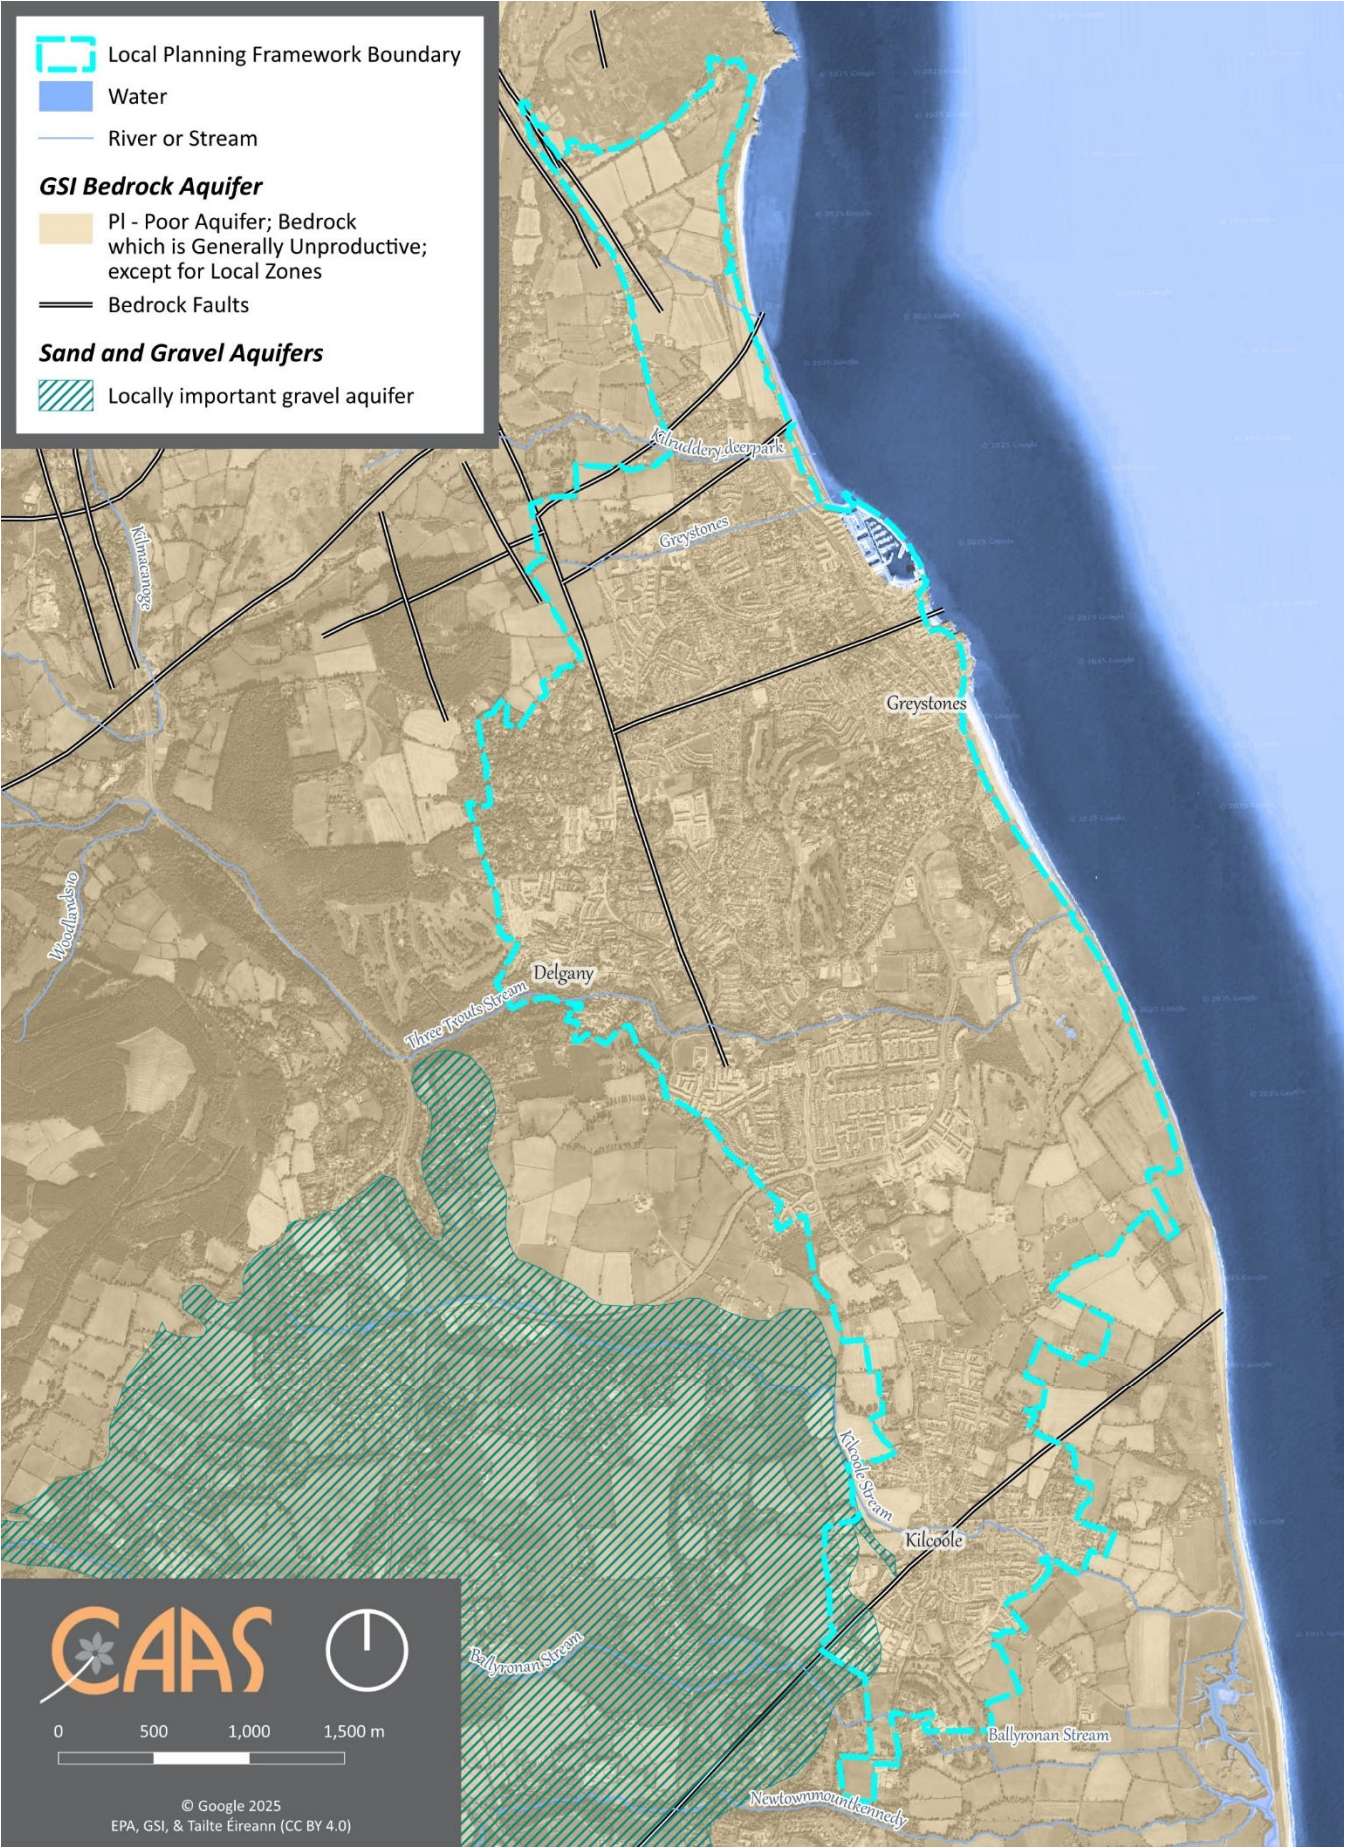 Local Planning Framework Boundary
Water
River or Stream
GSI Bedrock Aquifer
Pl - Poor Aquifer; Bedrock
which is Generally Unproductive;
except for Local Zones
Bedrock Faults
Sand and Gravel Aquifers
Locally important gravel aquifer
Kilruddery_deerpark
Greystones
Kilmacanoge
Greystones
Woodlands 10
Delgany
Three Trouts Stream
Kilcoole Stream
Kilcoole
Ballyronan Stream
Ballyronan Stream
Newtownmountkennedy
CAAS
0 500 1,000 1,500 m
© Google 2025
EPA, GSI, & Tailte Éireann (CC BY 4.0)